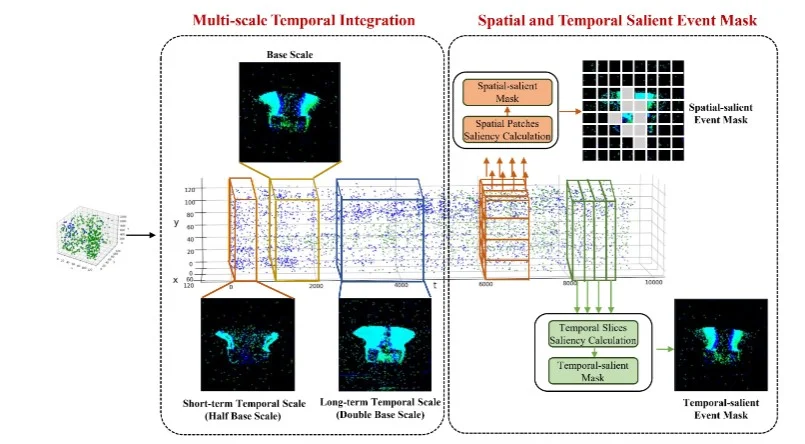 Multi-scale Temporal Integration
Spatial and Temporal Salient Event Mask
Base Scale
Spatial-salient
Mask
Spatial Patches
Saliency Calculation
Spatial-salient
Event Mask
120
100
80
60
40
20
0
y
x
120
0
2000
4000
t
6000
8000
10000
Short-term Temporal Scale
(Half Base Scale)
Long-term Temporal Scale
(Double Base Scale)
Temporal Slices
Saliency Calculation
Temporal-salient
Mask
Temporal-salient
Event Mask